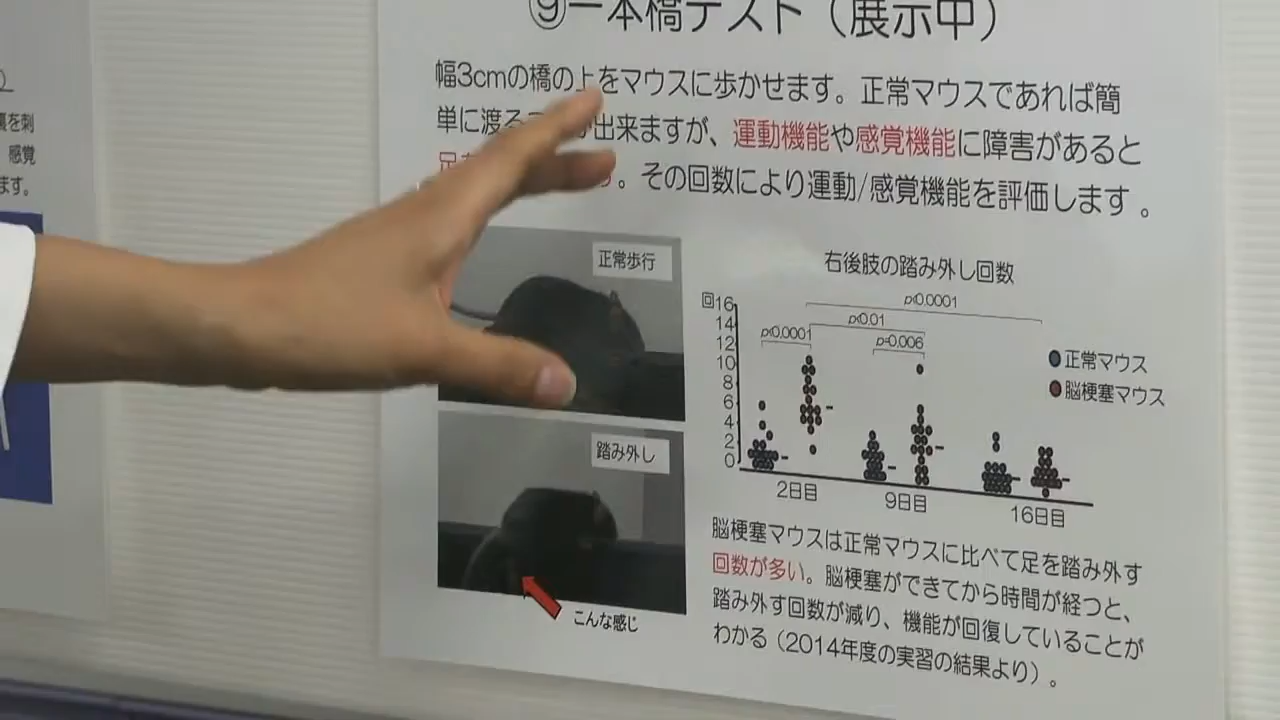 ⑨一本橋テスト（展示中）
幅3cmの橋の上をマウスに歩かせます。正常マウスであれば簡
単に渡る 出来ますが、運動機能や感覚機能に障害があると
足を 。その回数により運動/感覚機能を評価します。
裏を刺
感覚
ます。
正常歩行
踏み外し
こんな感じ
右後肢の踏み外し回数
回16
14
12
10
8
6
4
2
0
p<0.0001
p<0.01
p<0.0001
p=0.006
正常マウス
脳梗塞マウス
2日目 9日目 16日目
脳梗塞マウスは正常マウスに比べて足を踏み外す
回数が多い。脳梗塞ができてから時間が経つと、
踏み外す回数が減り、機能が回復していることが
わかる（2014年度の実習の結果より）。